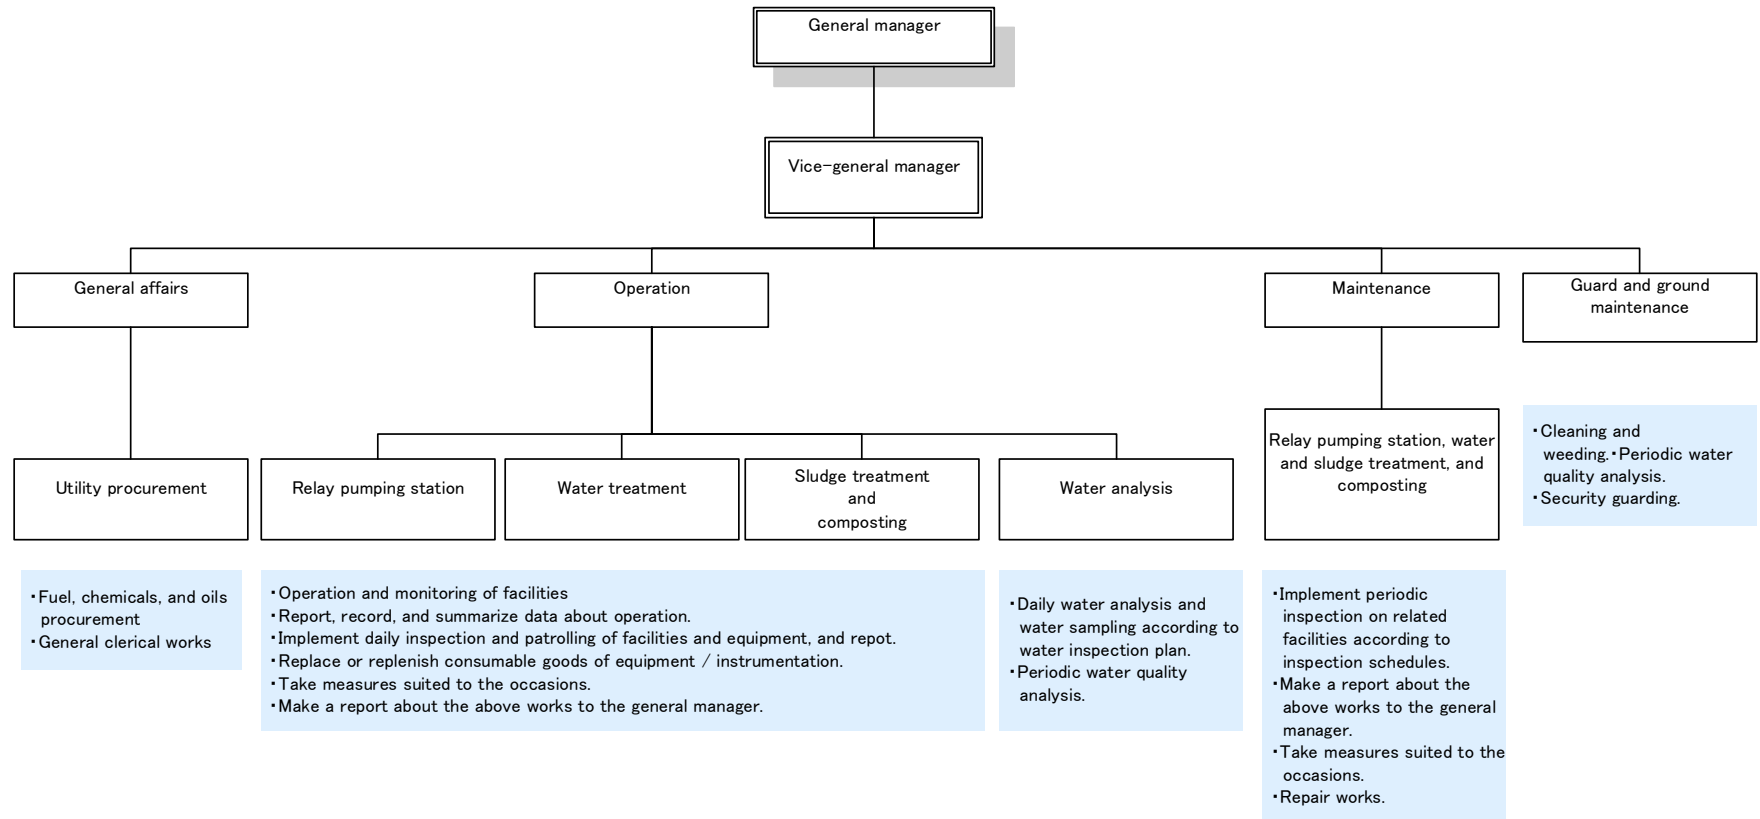 General manager
Vice-general manager
General affairs
Operation
Maintenance
Guard and ground
maintenance
Utility procurement
Relay pumping station
Water treatment
Sludge treatment
and
composting
Water analysis
Relay pumping station, water
and sludge treatment, and
composting
・Cleaning and
weeding.・Periodic water
quality analysis.
・Security guarding.
・Fuel, chemicals, and oils
procurement
・General clerical works
・Operation and monitoring of facilities
・Report, record, and summarize data about operation.
・Implement daily inspection and patrolling of facilities and equipment, and repot.
・Replace or replenish consumable goods of equipment / instrumentation.
・Take measures suited to the occasions.
・Make a report about the above works to the general manager.
・Daily water analysis and
water sampling according to
water inspection plan.
・Periodic water quality
analysis.
・Implement periodic
inspection on related
facilities according to
inspection schedules.
・Make a report about the
above works to the general
manager.
・Take measures suited to the
occasions.
・Repair works.